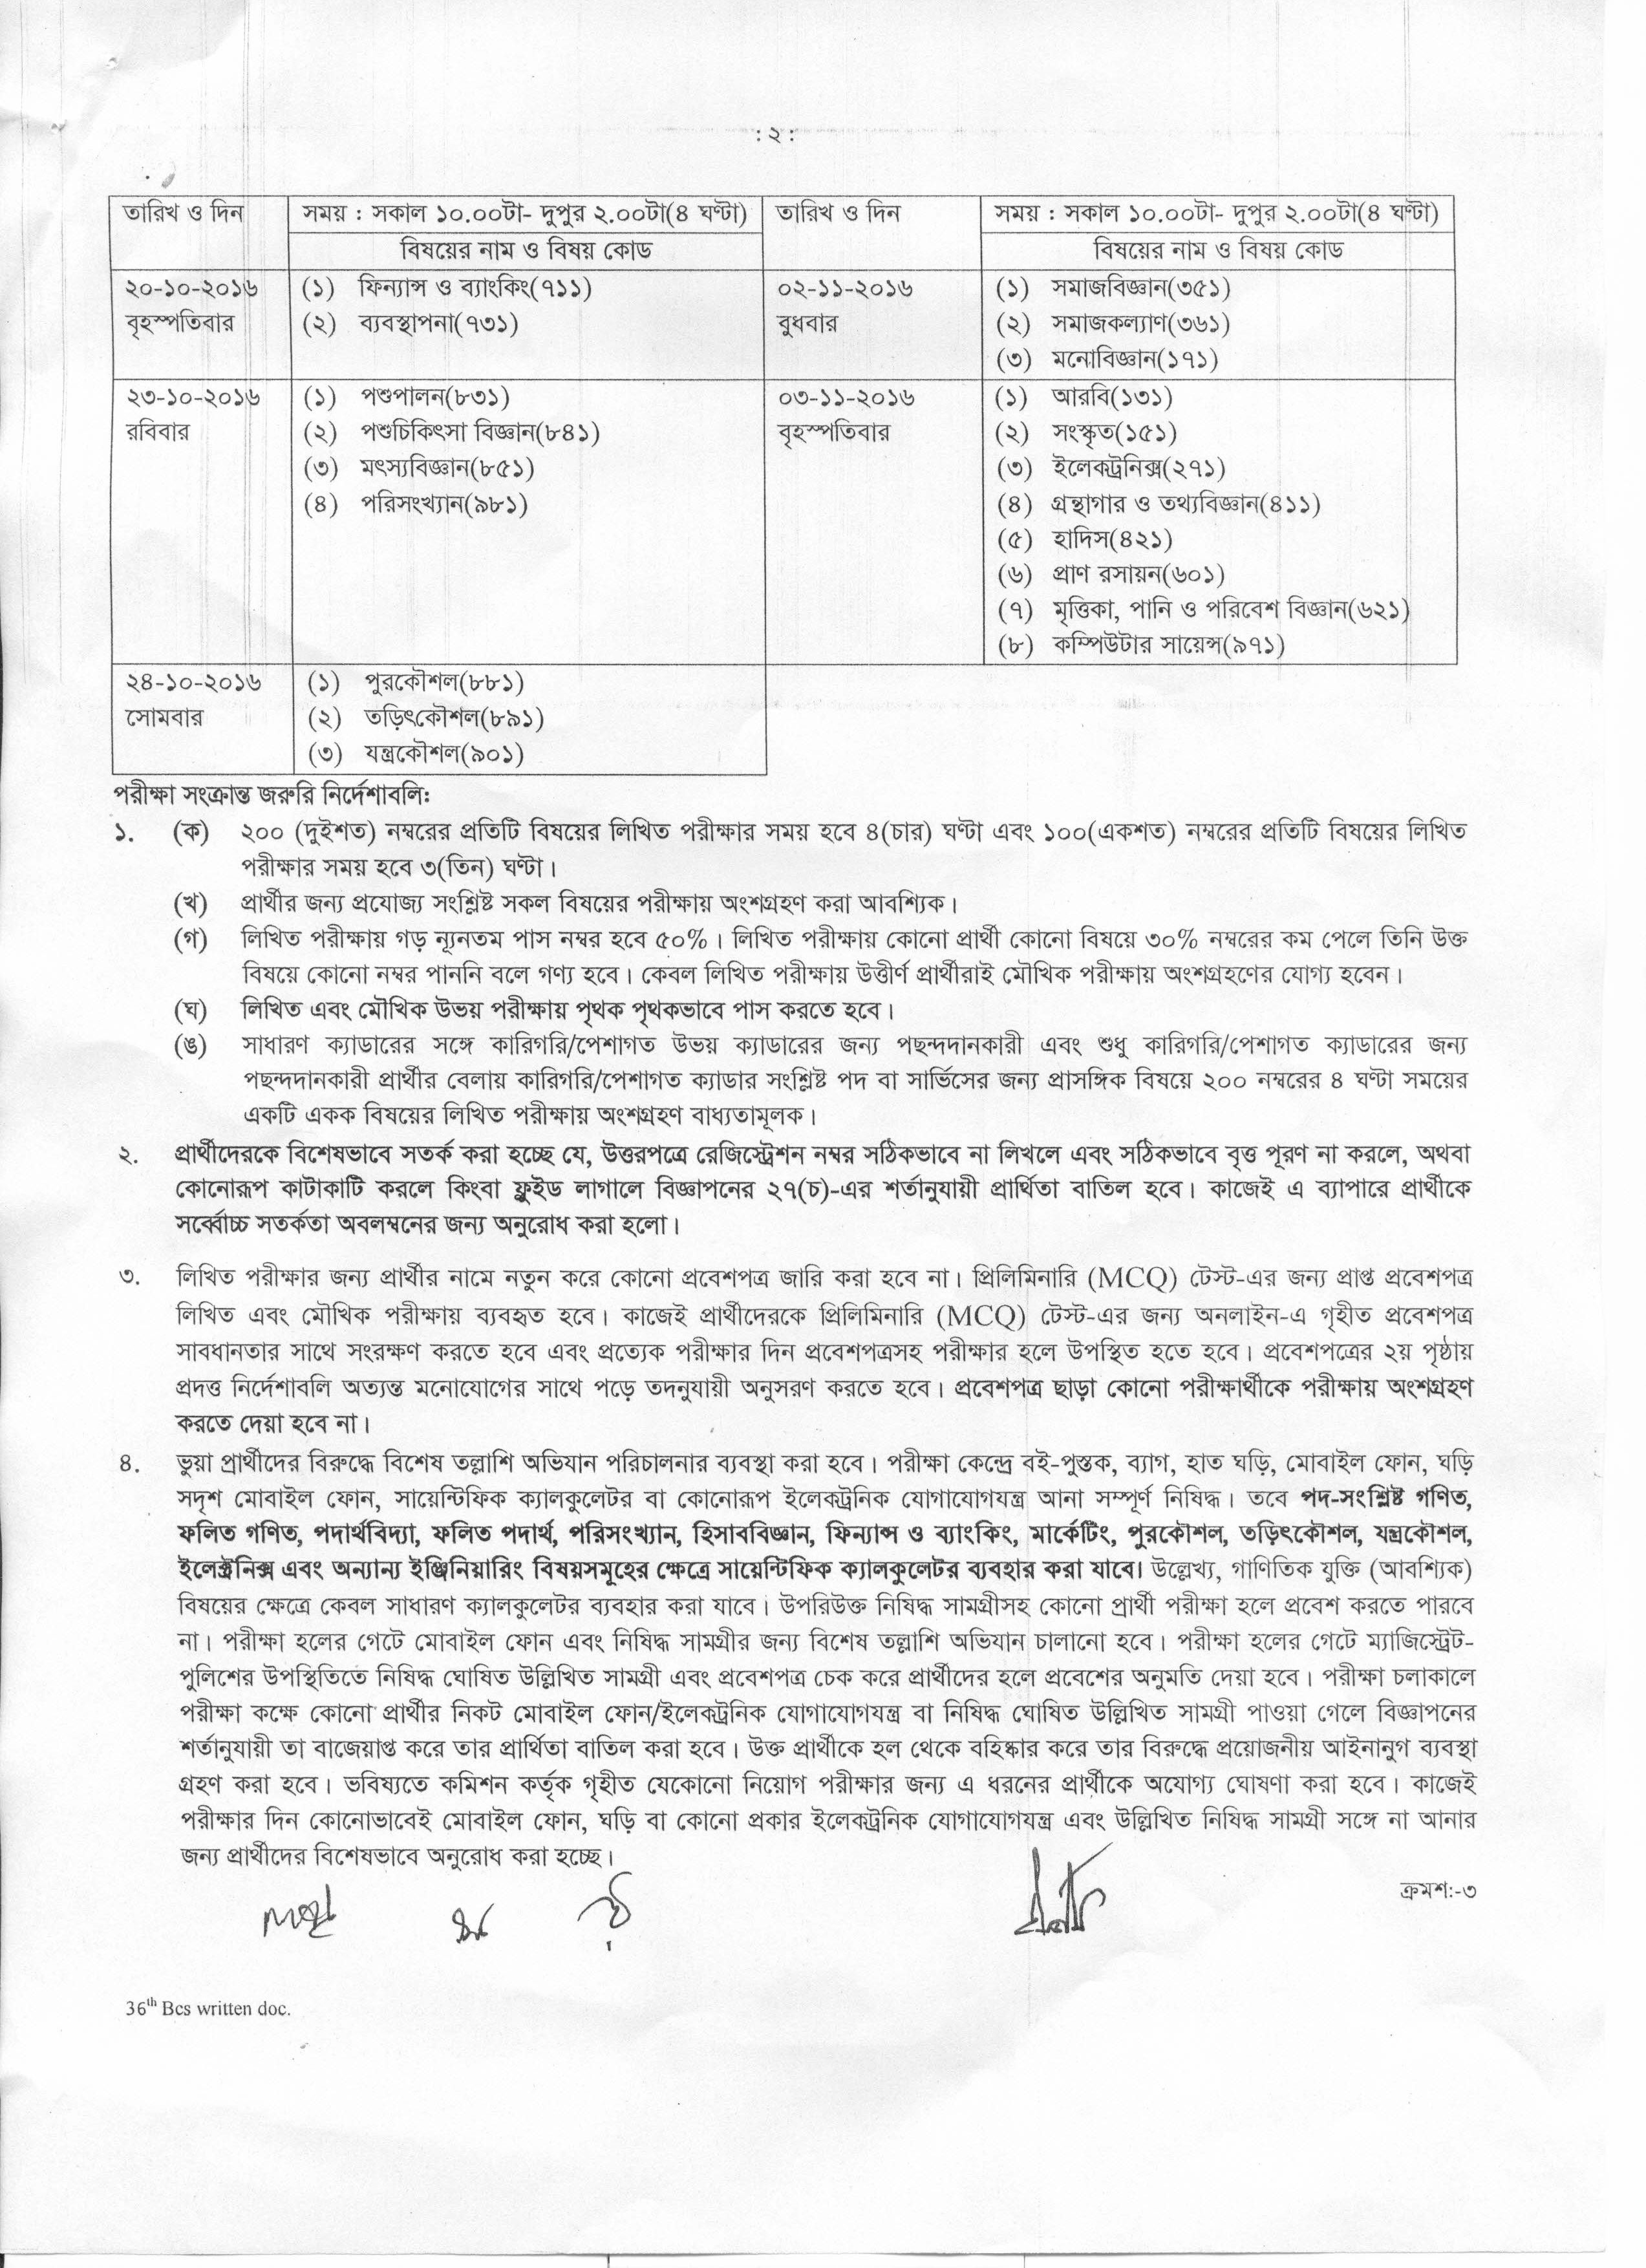 : ২ :
তারিখ ও দিন সময় : সকাল ১০.০০টা- দুপুর ২.০০টা(৪ ঘণ্টা) তারিখ ও দিন সময় : সকাল ১০.০০টা- দুপুর ২.০০টা(৪ ঘণ্টা)
বিষয়ের নাম ও বিষয় কোড বিষয়ের নাম ও বিষয় কোড
২০-১০-২০১৬ (১) ফিন্যান্স ও ব্যাংকিং(৭১১) ০২-১১-২০১৬ (১) সমাজবিজ্ঞান(৩৫১)
বৃহস্পতিবার (২) ব্যবস্থাপনা(৭৩১) বুধবার (২) সমাজকল্যাণ(৩৬১)
(৩) মনোবিজ্ঞান(১৭১)
২৩-১০-২০১৬ (১) পশুপালন(৮৩১) ০৩-১১-২০১৬ (১) আরবি(১৩১)
রবিবার (২) পশুচিকিৎসা বিজ্ঞান(৮৪১) বৃহস্পতিবার (২) সংস্কৃত(১৫১)
(৩) মৎস্যবিজ্ঞান(৮৫১) (৩) ইলেকট্রনিক্স(২৭১)
(৪) পরিসংখ্যান(৯৮১) (৪) গ্রন্থাগার ও তথ্যবিজ্ঞান(৪১১)
(৫) হাদিস(৪২১)
(৬) প্রাণ রসায়ন(৬০১)
(৭) মৃত্তিকা, পানি ও পরিবেশ বিজ্ঞান(৬২১)
(৮) কম্পিউটার সায়েন্স(৯৭১)
২৪-১০-২০১৬ (১) পুরকৌশল(৮৮১)
সোমবার (২) তড়িৎকৌশল(৮৯১)
(৩) যন্ত্রকৌশল(৯০১)
পরীক্ষা সংক্রান্ত জরুরি নির্দেশাবলি:
১. (ক) ২০০ (দুইশত) নম্বরের প্রতিটি বিষয়ের লিখিত পরীক্ষার সময় হবে ৪(চার) ঘণ্টা এবং ১০০(একশত) নম্বরের প্রতিটি বিষয়ের লিখিত
পরীক্ষার সময় হবে ৩(তিন) ঘণ্টা।
(খ) প্রার্থীর জন্য প্রযোজ্য সংশ্লিষ্ট সকল বিষয়ের পরীক্ষায় অংশগ্রহণ করা আবশ্যিক।
(গ) লিখিত পরীক্ষায় গড় ন্যূনতম পাস নম্বর হবে ৫০%। লিখিত পরীক্ষায় কোনো প্রার্থী কোনো বিষয়ে ৩০% নম্বরের কম পেলে তিনি উক্ত
বিষয়ে কোনো নম্বর পাননি বলে গণ্য হবে। কেবল লিখিত পরীক্ষায় উত্তীর্ণ প্রার্থীরাই মৌখিক পরীক্ষায় অংশগ্রহণের যোগ্য হবেন।
(ঘ) লিখিত এবং মৌখিক উভয় পরীক্ষায় পৃথক পৃথকভাবে পাস করতে হবে।
(ঙ) সাধারণ ক্যাডারের সঙ্গে কারিগরি/পেশাগত উভয় ক্যাডারের জন্য পছন্দদানকারী এবং শুধু কারিগরি/পেশাগত ক্যাডারের জন্য
পছন্দদানকারী প্রার্থীর বেলায় কারিগরি/পেশাগত ক্যাডার সংশ্লিষ্ট পদ বা সার্ভিসের জন্য প্রাসঙ্গিক বিষয়ে ২০০ নম্বরের ৪ ঘণ্টা সময়ের
একটি একক বিষয়ের লিখিত পরীক্ষায় অংশগ্রহণ বাধ্যতামূলক।
২. প্রার্থীদেরকে বিশেষভাবে সতর্ক করা হচ্ছে যে, উত্তরপত্রে রেজিস্ট্রেশন নম্বর সঠিকভাবে না লিখলে এবং সঠিকভাবে বৃত্ত পূরণ না করলে, অথবা
কোনোরূপ কাটাকাটি করলে কিংবা ফ্লুইড লাগালে বিজ্ঞাপনের ২৭(চ)-এর শর্তানুযায়ী প্রার্থিতা বাতিল হবে। কাজেই এ ব্যাপারে প্রার্থীকে
সর্ব্বোচ্চ সতর্কতা অবলম্বনের জন্য অনুরোধ করা হলো।
৩. লিখিত পরীক্ষার জন্য প্রার্থীর নামে নতুন করে কোনো প্রবেশপত্র জারি করা হবে না। প্রিলিমিনারি (MCQ) টেস্ট-এর জন্য প্রাপ্ত প্রবেশপত্র
লিখিত এবং মৌখিক পরীক্ষায় ব্যবহৃত হবে। কাজেই প্রার্থীদেরকে প্রিলিমিনারি (MCQ) টেস্ট-এর জন্য অনলাইন-এ গৃহীত প্রবেশপত্র
সাবধানতার সাথে সংরক্ষণ করতে হবে এবং প্রত্যেক পরীক্ষার দিন প্রবেশপত্রসহ পরীক্ষার হলে উপস্থিত হতে হবে। প্রবেশপত্রের ২য় পৃষ্ঠায়
প্রদত্ত নির্দেশাবলি অত্যন্ত মনোযোগের সাথে পড়ে তদনুযায়ী অনুসরণ করতে হবে। প্রবেশপত্র ছাড়া কোনো পরীক্ষার্থীকে পরীক্ষায় অংশগ্রহণ
করতে দেয়া হবে না।
৪. ভুয়া প্রার্থীদের বিরুদ্ধে বিশেষ তল্লাশি অভিযান পরিচালনার ব্যবস্থা করা হবে। পরীক্ষা কেন্দ্রে বই-পুস্তক, ব্যাগ, হাত ঘড়ি, মোবাইল ফোন, ঘড়ি
সদৃশ মোবাইল ফোন, সায়েন্টিফিক ক্যালকুলেটর বা কোনোরূপ ইলেকট্রনিক যোগাযোগযন্ত্র আনা সম্পূর্ণ নিষিদ্ধ। তবে পদ-সংশ্লিষ্ট গণিত,
ফলিত গণিত, পদার্থবিদ্যা, ফলিত পদার্থ, পরিসংখ্যান, হিসাববিজ্ঞান, ফিন্যান্স ও ব্যাংকিং, মার্কেটিং, পুরকৌশল, তড়িৎকৌশল, যন্ত্রকৌশল,
ইলেক্ট্রনিক্স এবং অন্যান্য ইঞ্জিনিয়ারিং বিষয়সমূহের ক্ষেত্রে সায়েন্টিফিক ক্যালকুলেটর ব্যবহার করা যাবে। উল্লেখ্য, গাণিতিক যুক্তি (আবশ্যিক)
বিষয়ের ক্ষেত্রে কেবল সাধারণ ক্যালকুলেটর ব্যবহার করা যাবে। উপরিউক্ত নিষিদ্ধ সামগ্রীসহ কোনো প্রার্থী পরীক্ষা হলে প্রবেশ করতে পারবে
না। পরীক্ষা হলের গেটে মোবাইল ফোন এবং নিষিদ্ধ সামগ্রীর জন্য বিশেষ তল্লাশি অভিযান চালানো হবে। পরীক্ষা হলের গেটে ম্যাজিস্ট্রেট-
পুলিশের উপস্থিতিতে নিষিদ্ধ ঘোষিত উল্লিখিত সামগ্রী এবং প্রবেশপত্র চেক করে প্রার্থীদের হলে প্রবেশের অনুমতি দেয়া হবে। পরীক্ষা চলাকালে
পরীক্ষা কক্ষে কোনো প্রার্থীর নিকট মোবাইল ফোন/ইলেকট্রনিক যোগাযোগযন্ত্র বা নিষিদ্ধ ঘোষিত উল্লিখিত সামগ্রী পাওয়া গেলে বিজ্ঞাপনের
শর্তানুযায়ী তা বাজেয়াপ্ত করে তার প্রার্থিতা বাতিল করা হবে। উক্ত প্রার্থীকে হল থেকে বহিষ্কার করে তার বিরুদ্ধে প্রয়োজনীয় আইনানুগ ব্যবস্থা
গ্রহণ করা হবে। ভবিষ্যতে কমিশন কর্তৃক গৃহীত যেকোনো নিয়োগ পরীক্ষার জন্য এ ধরনের প্রার্থীকে অযোগ্য ঘোষণা করা হবে। কাজেই
পরীক্ষার দিন কোনোভাবেই মোবাইল ফোন, ঘড়ি বা কোনো প্রকার ইলেকট্রনিক যোগাযোগযন্ত্র এবং উল্লিখিত নিষিদ্ধ সামগ্রী সঙ্গে না আনার
জন্য প্রার্থীদের বিশেষভাবে অনুরোধ করা হচ্ছে।
ক্রমশ:-৩
36th Bcs written doc.